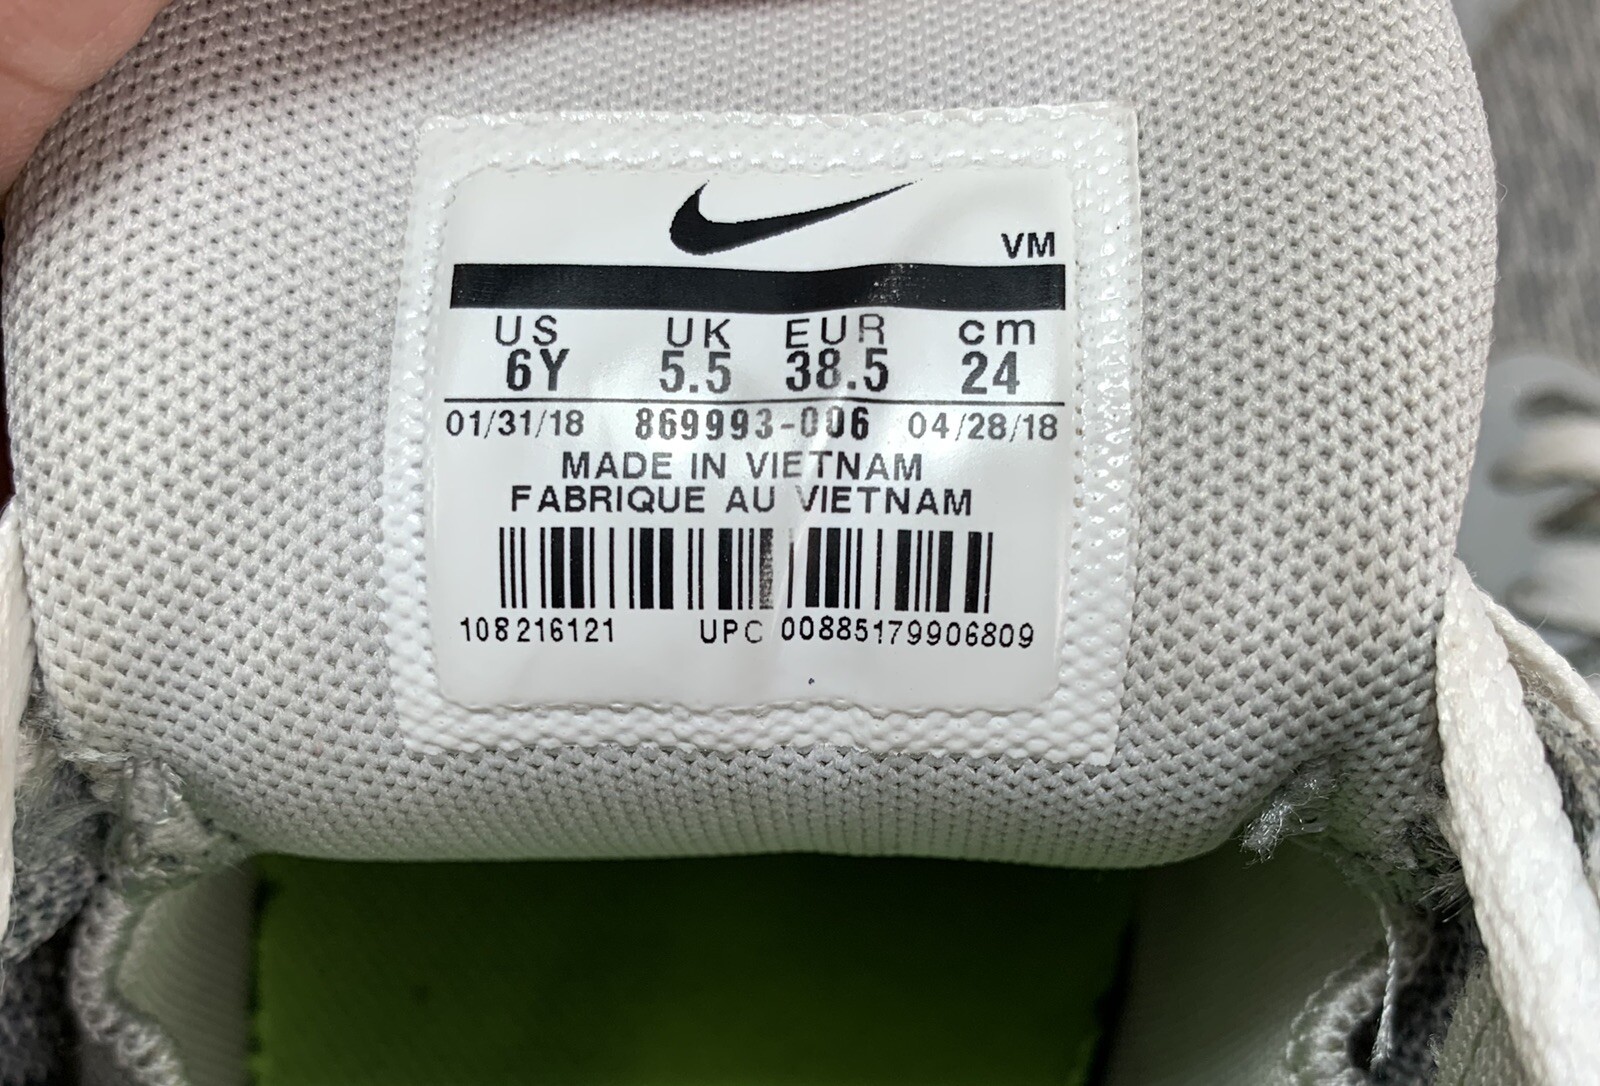 VM
US UK EUR cm
6Y 5.5 38.5 24
01/31/18 869993-006 04/28/18
MADE IN VIETNAM
FABRIQUE AU VIETNAM
108216121 UPC 00885179906809